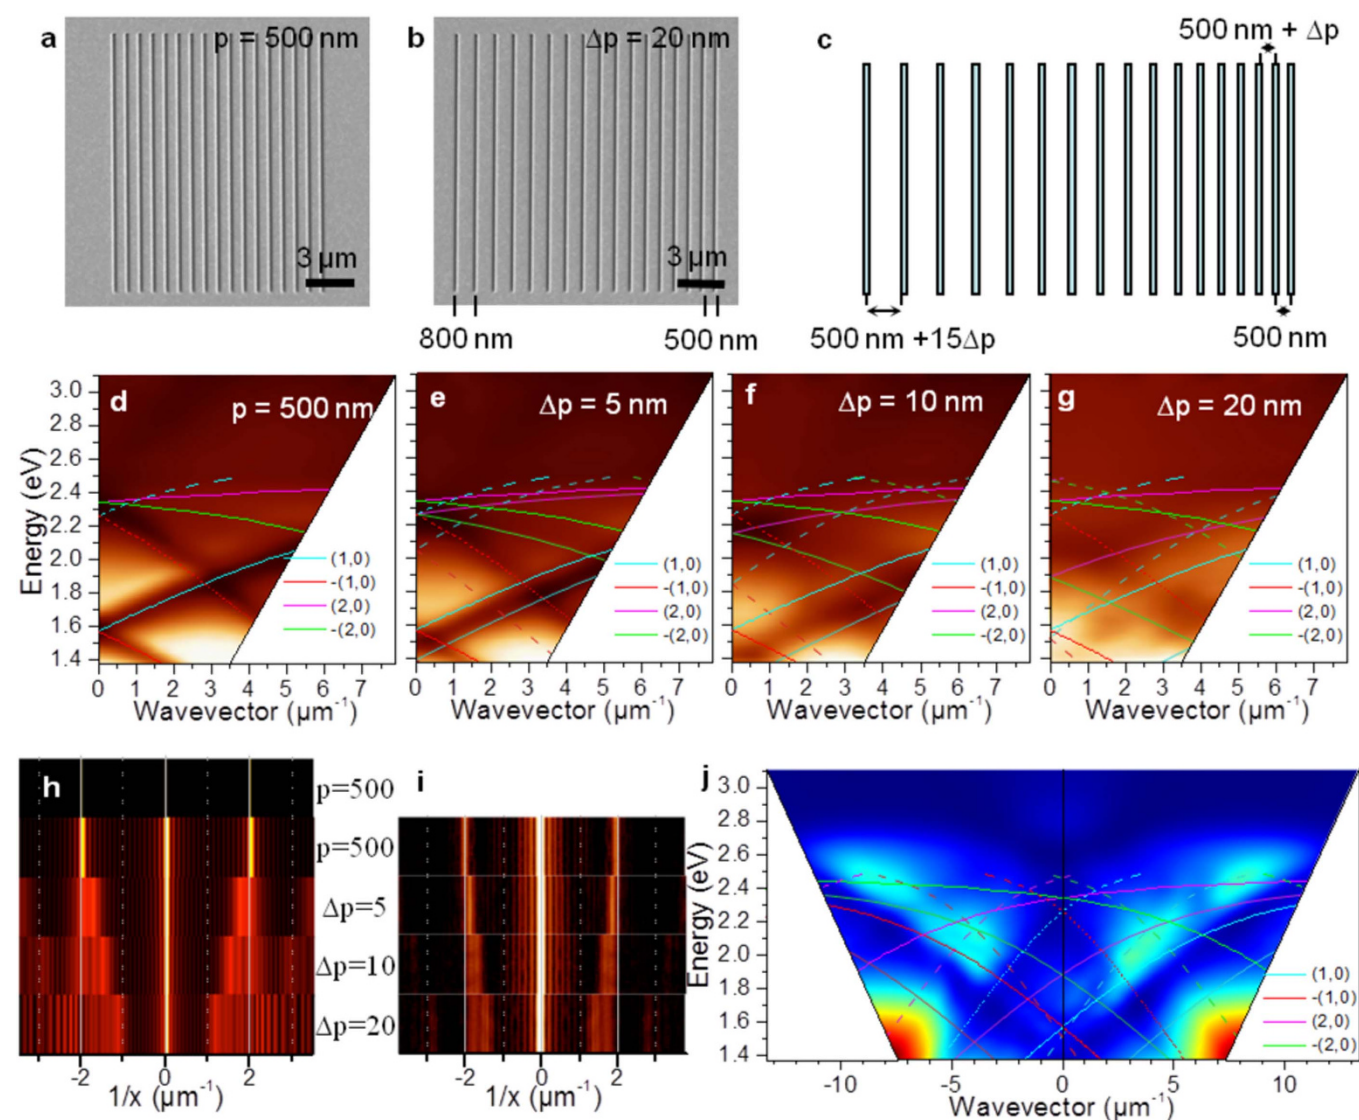 a
p = 500 nm
3 µm
b
Δp = 20 nm
3 µm
800 nm
500 nm
c
500 nm + Δp
500 nm +15Δp
500 nm
Energy (eV)
3.0
2.8
2.6
2.4
2.2
2.0
1.8
1.6
1.4
d
p = 500 nm
(1,0)
-(1,0)
(2,0)
-(2,0)
0 1 2 3 4 5 6 7
Wavevector (µm⁻¹)
e
Δp = 5 nm
(1,0)
-(1,0)
(2,0)
-(2,0)
0 1 2 3 4 5 6 7
Wavevector (µm⁻¹)
f
Δp = 10 nm
(1,0)
-(1,0)
(2,0)
-(2,0)
0 1 2 3 4 5 6 7
Wavevector (µm⁻¹)
g
Δp = 20 nm
(1,0)
-(1,0)
(2,0)
-(2,0)
0 1 2 3 4 5 6 7
Wavevector (µm⁻¹)
h
p=500
p=500
Δp=5
Δp=10
Δp=20
-2 0 2
1/x (µm⁻¹)
i
-2 0 2
1/x (µm⁻¹)
j
Energy (eV)
3.0
2.8
2.6
2.4
2.2
2.0
1.8
1.6
1.4
(1,0)
-(1,0)
(2,0)
-(2,0)
-10 -5 0 5 10
Wavevector (µm⁻¹)